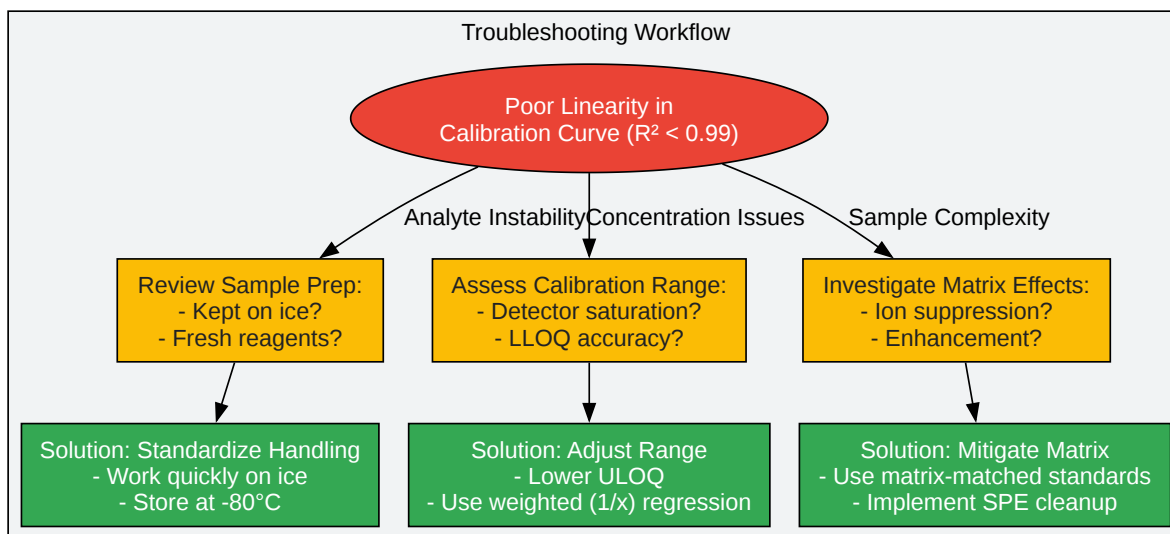 Troubleshooting Workflow
Poor Linearity in
Calibration Curve (R² < 0.99)
Analyte Instability
Concentration Issues
Sample Complexity
Review Sample Prep:
- Kept on ice?
- Fresh reagents?
Assess Calibration Range:
- Detector saturation?
- LLOQ accuracy?
Investigate Matrix Effects:
- Ion suppression?
- Enhancement?
Solution: Standardize Handling
- Work quickly on ice
- Store at -80°C
Solution: Adjust Range
- Lower ULOQ
- Use weighted (1/x) regression
Solution: Mitigate Matrix
- Use matrix-matched standards
- Implement SPE cleanup